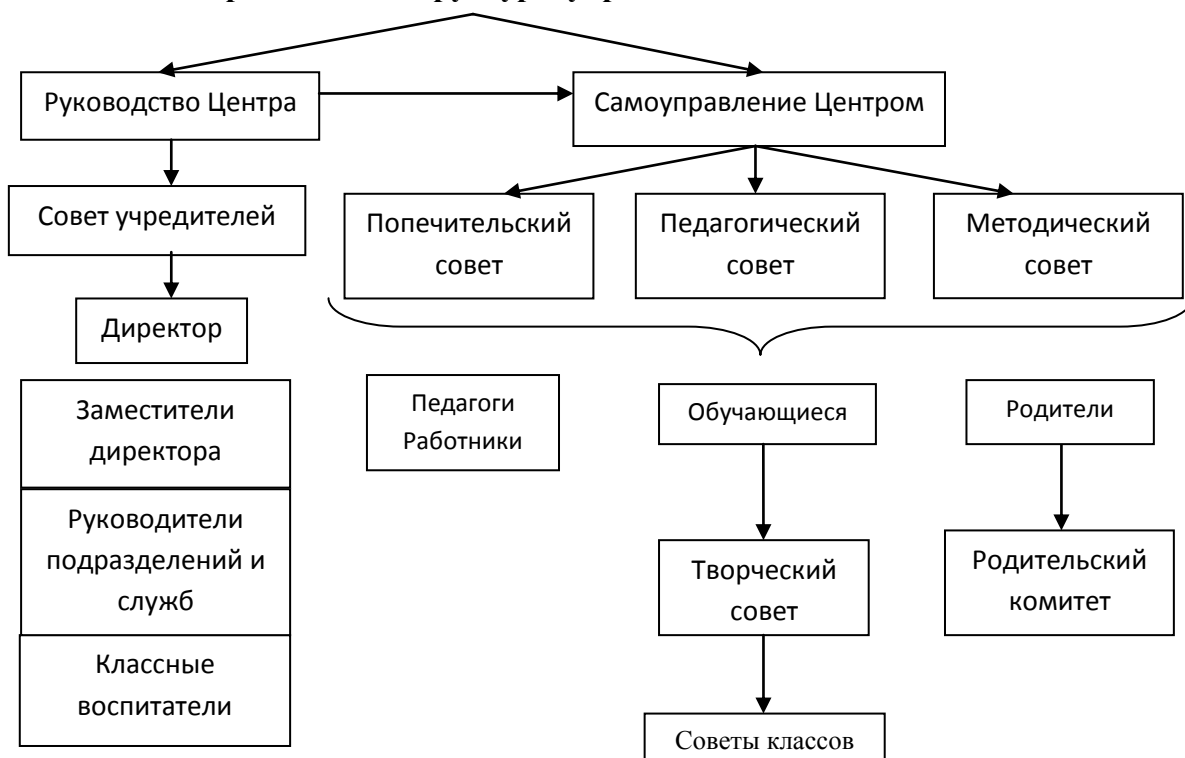 Руководство Центра
Самоуправление Центром
Совет учредителей
Попечительский
совет
Педагогический
совет
Методический
совет
Директор
Заместители
директора
Педагоги
Работники
Обучающиеся
Родители
Руководители
подразделений и
служб
Творческий
совет
Родительский
комитет
Классные
воспитатели
Советы классов